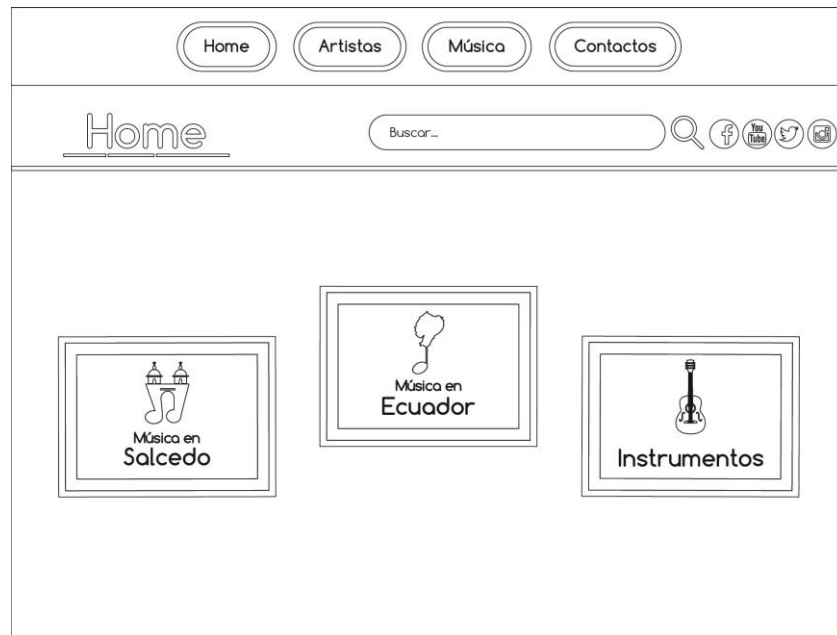 Home
Artistas
Música
Contactos
Home
Buscar...
You
Tube
Música en
Salcedo
Música en
Ecuador
Instrumentos